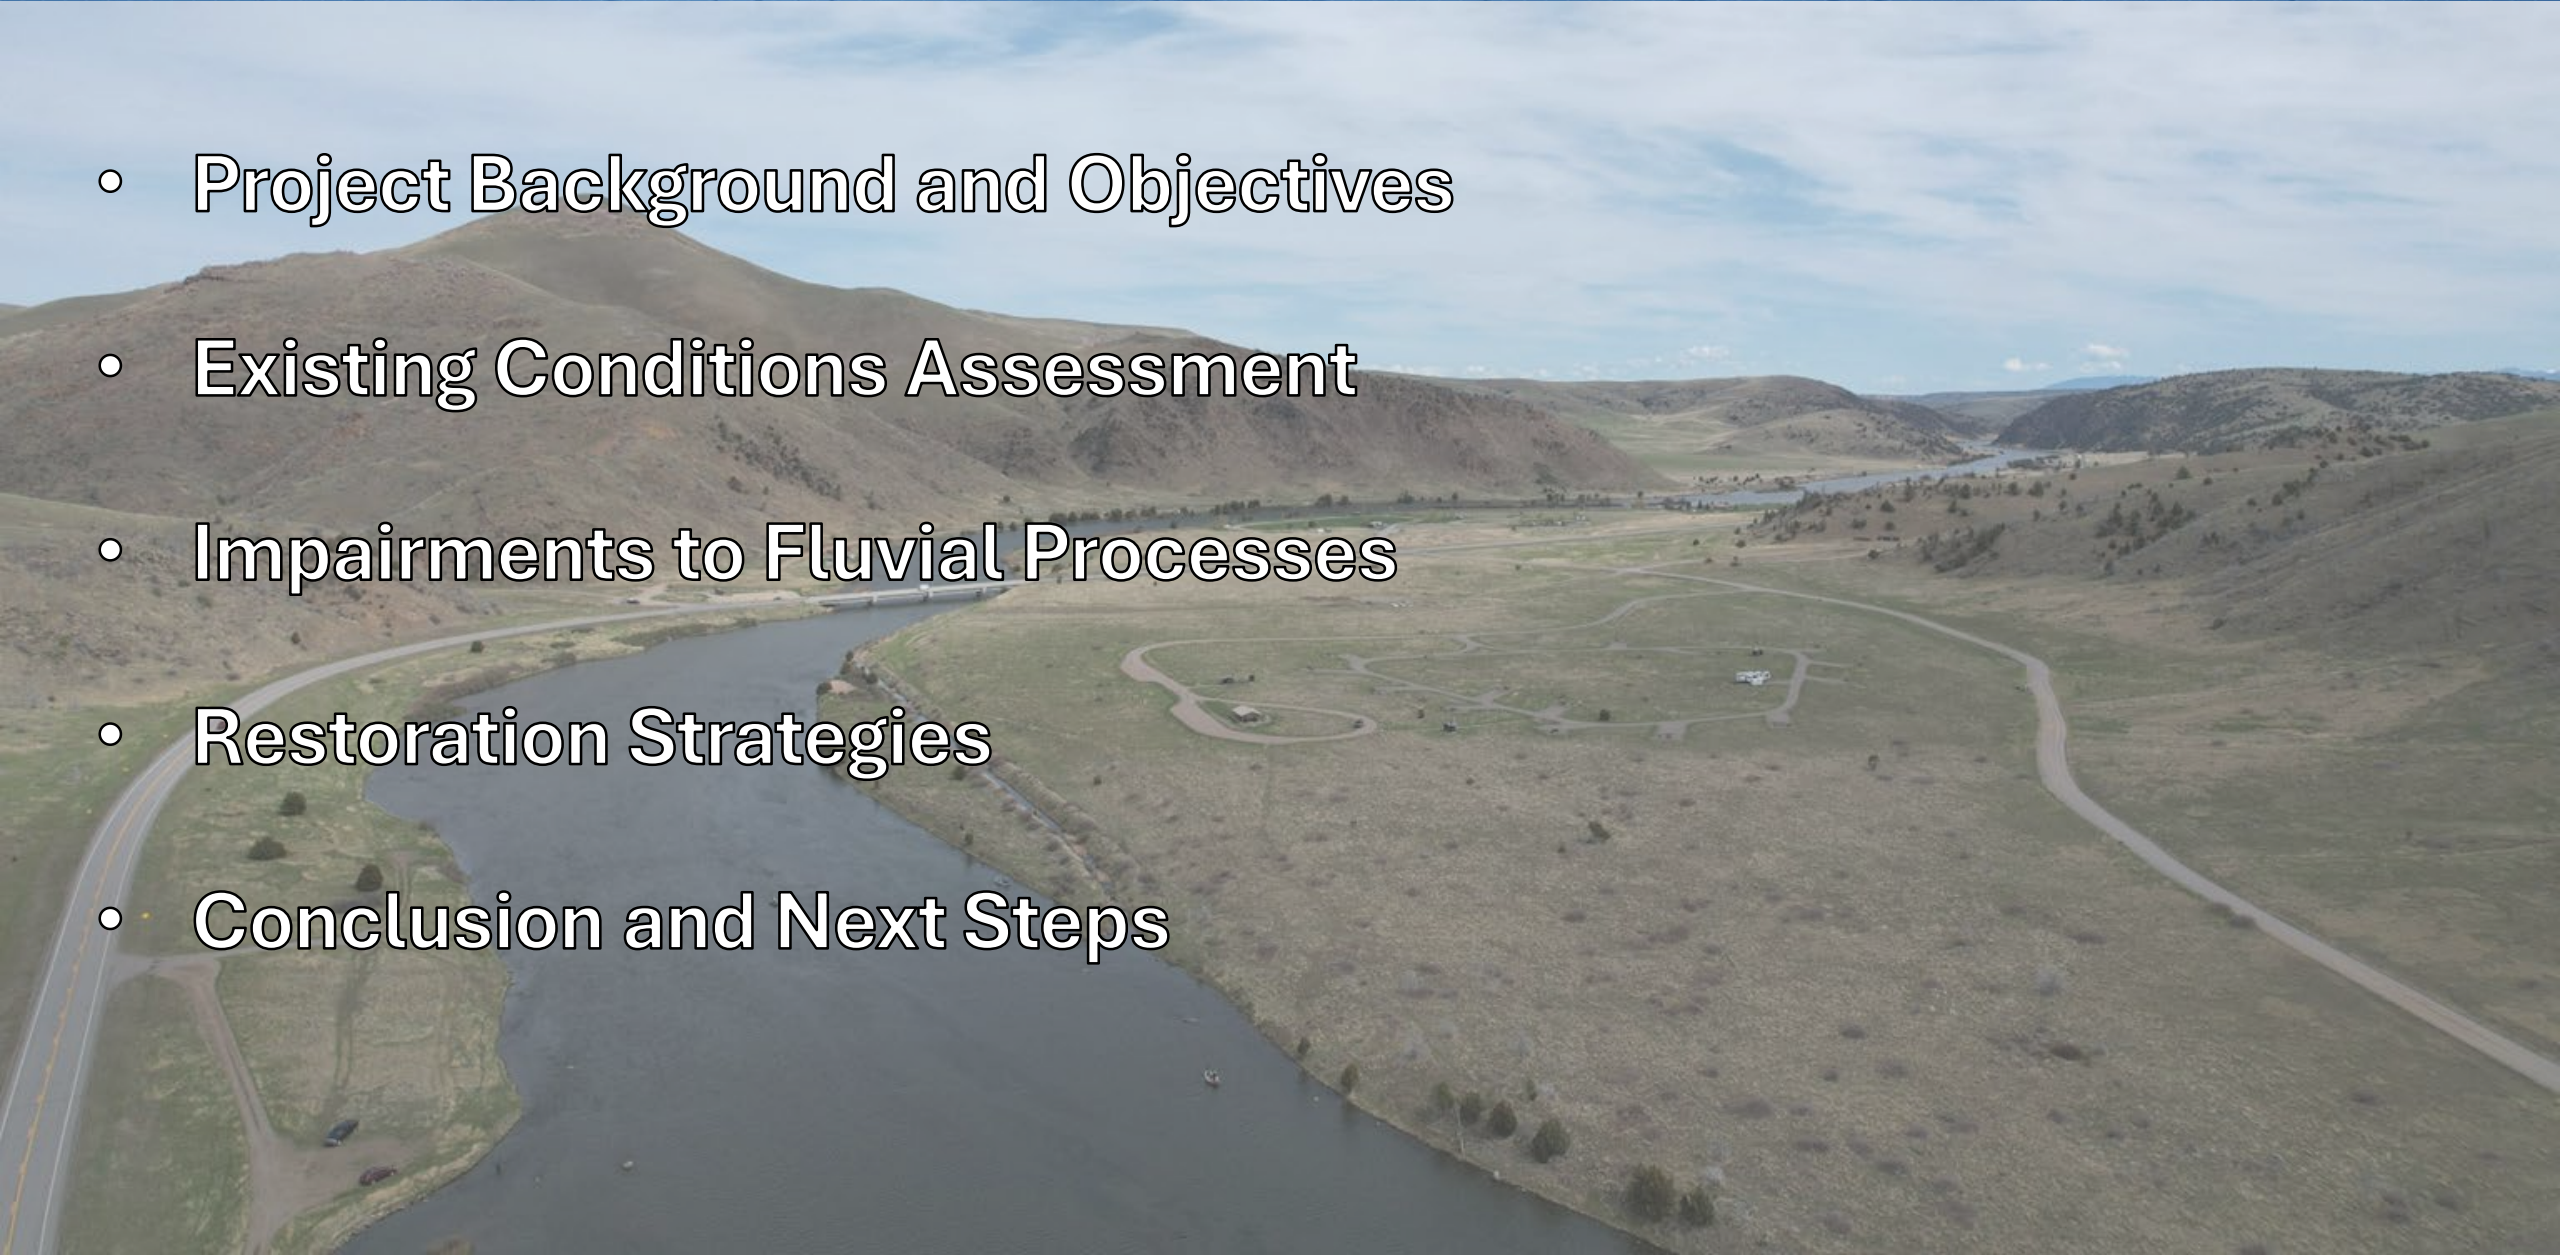 • Project Background and Objectives
• Existing Conditions Assessment
• Impairments to Fluvial Processes
• Restoration Strategies
• Conclusion and Next Steps